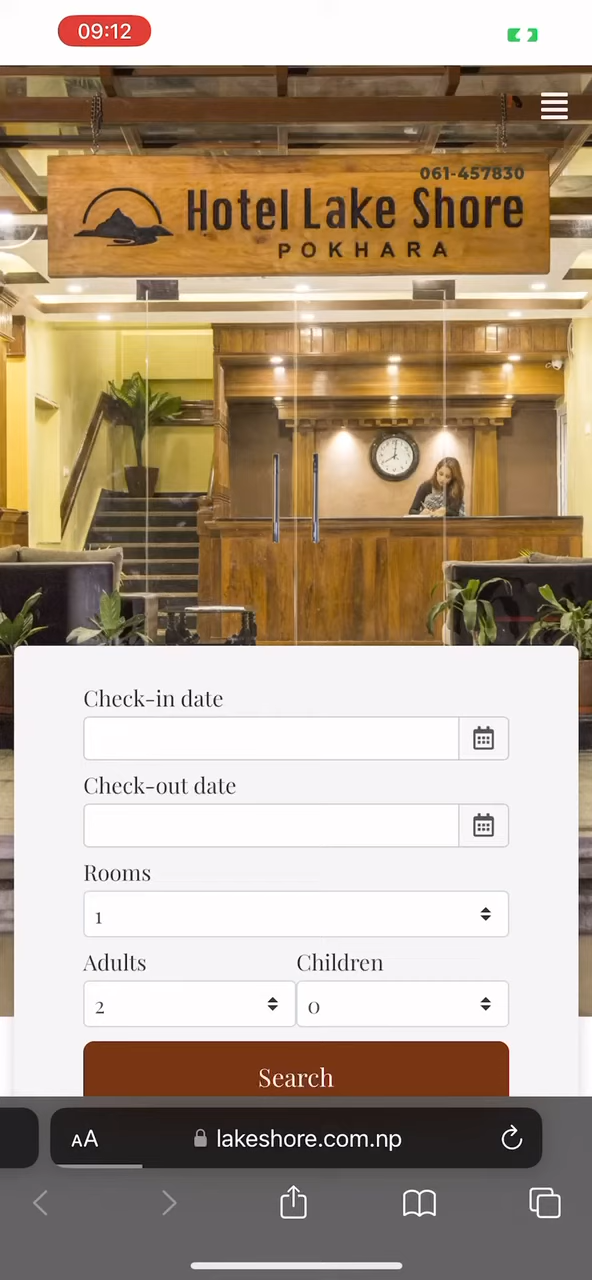 09:12
061-457830
Hotel Lake Shore
POKHARA
Check-in date
Check-out date
Rooms
1
Adults
Children
2
0
Search
AA
lakeshore.com.np